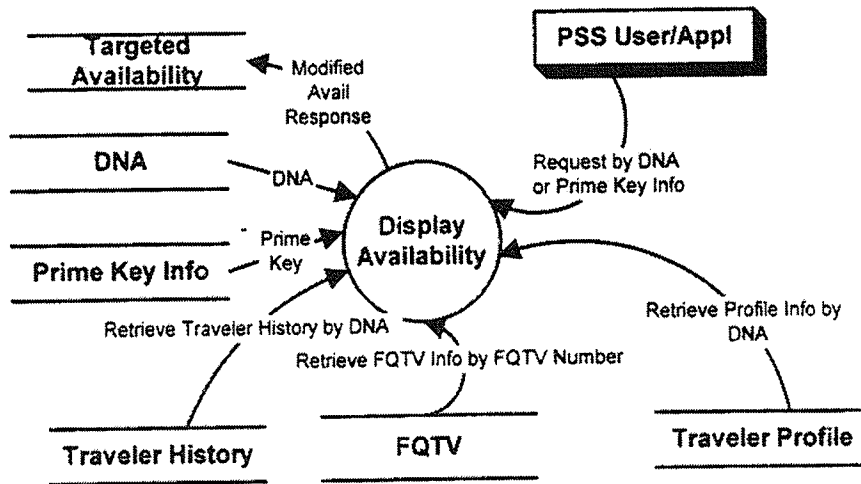 Targeted
Availability
PSS User/Appl
Modified
Avail
Response
DNA
DNA
Request by DNA
or Prime Key Info
Display
Availability
Prime
Key
Prime Key Info
Retrieve Traveler History by DNA
Retrieve Profile Info by
DNA
Retrieve FQTV Info by FQTV Number
Traveler History
FQTV
Traveler Profile